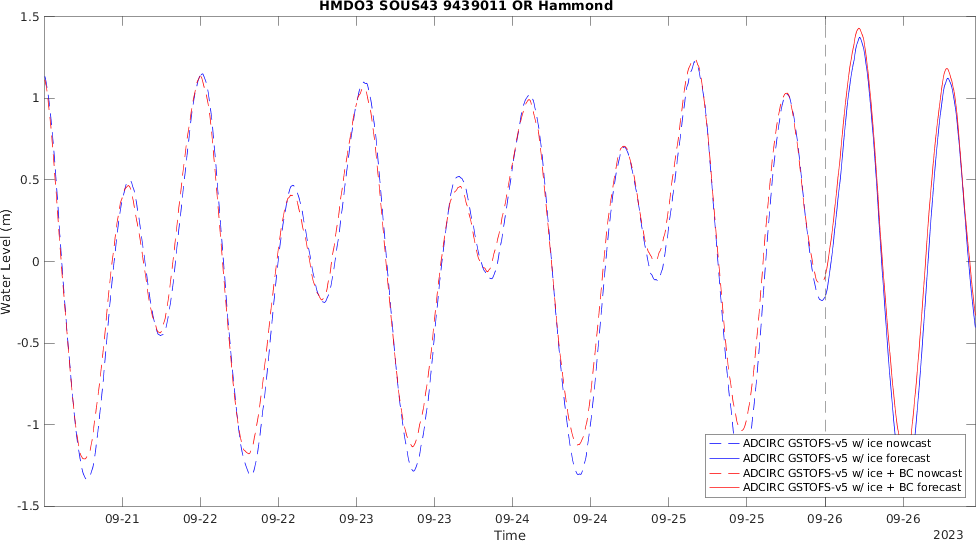 HMDO3 SOUS43 9439011 OR Hammond
1.5
1
0.5
0
-0.5
-1
-1.5
Water Level (m)
ADCIRC GSTOFS-v5 w/ ice nowcast
ADCIRC GSTOFS-v5 w/ ice forecast
ADCIRC GSTOFS-v5 w/ ice + BC nowcast
ADCIRC GSTOFS-v5 w/ ice + BC forecast
09-21 09-22 09-22 09-23 09-23 09-24 09-24 09-25 09-25 09-26 09-26
Time
2023